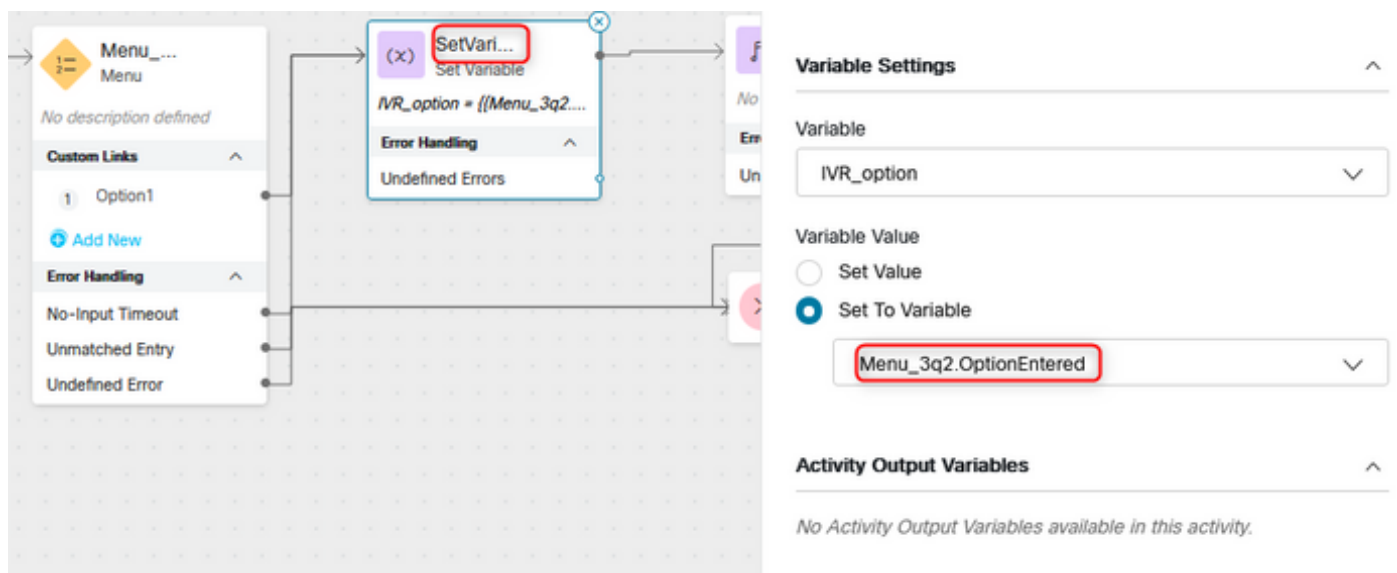 Menu_...
Menu
No description defined
Custom Links
1 Option1
Add New
Error Handling
No-Input Timeout
Unmatched Entry
Undefined Error
(x)
SetVari...
Set Variable
IVR_option = {{Menu_3q2....
Error Handling
Undefined Errors
No
Err
Un
Variable Settings
Variable
IVR_option
Variable Value
Set Value
Set To Variable
Menu_3q2.OptionEntered
Activity Output Variables
No Activity Output Variables available in this activity.